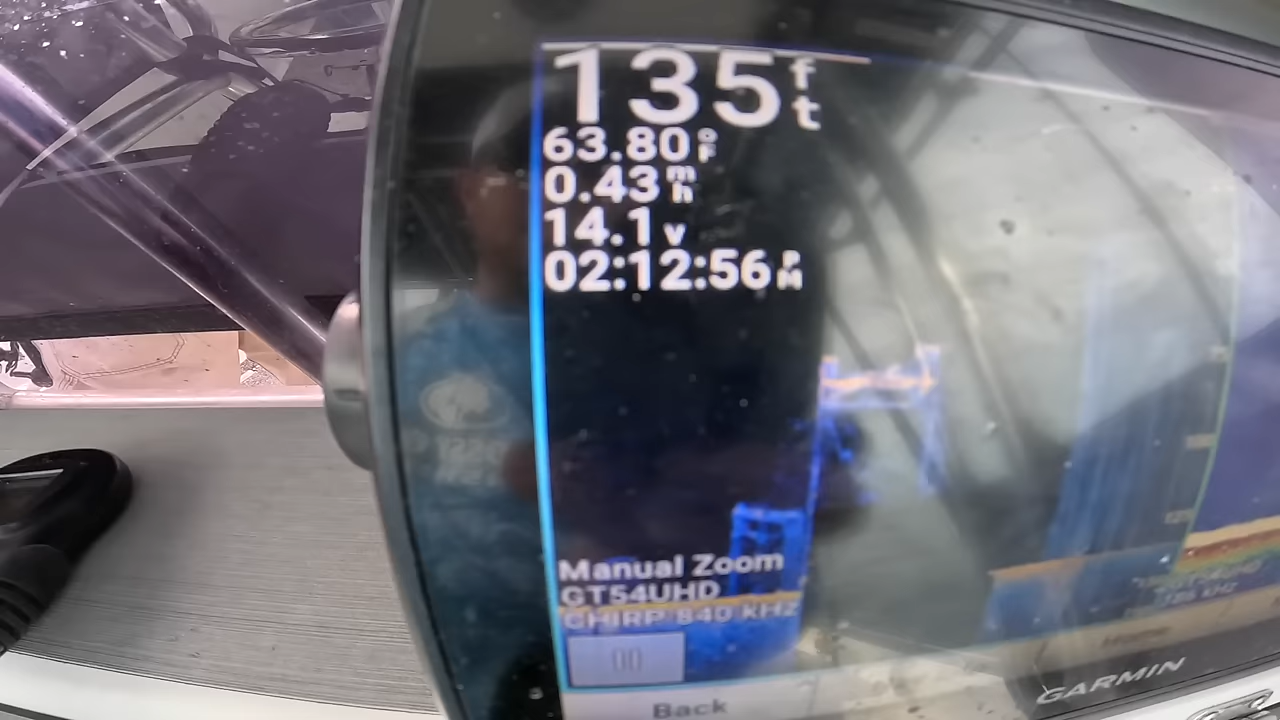 135 ft
63.80 °F
0.43 mh
14.1 v
02:12:56 PM
Manual Zoom
GT54UHD
CHIRP 840 KHz
Back
Home
GARMIN